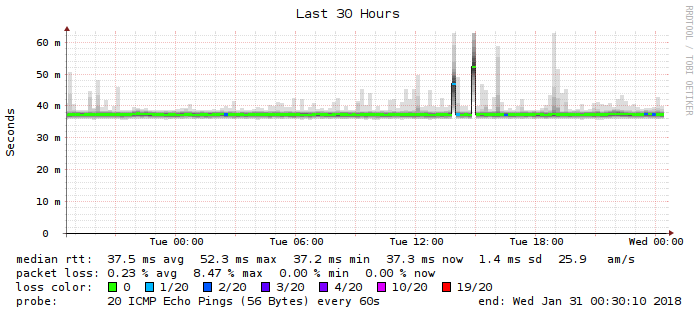 Last 30 Hours
RRDTOOL / TOBI OETIKER
Seconds
60 m
50 m
40 m
30 m
20 m
10 m
0
Tue 00:00 Tue 06:00 Tue 12:00 Tue 18:00 Wed 00:00
median rtt: 37.5 ms avg 52.3 ms max 37.2 ms min 37.3 ms now 1.4 ms sd 25.9 am/s
packet loss: 0.23 % avg 8.47 % max 0.00 % min 0.00 % now
loss color: 0 1/20 2/20 3/20 4/20 10/20 19/20
probe: 20 ICMP Echo Pings (56 Bytes) every 60s end: Wed Jan 31 00:30:10 2018